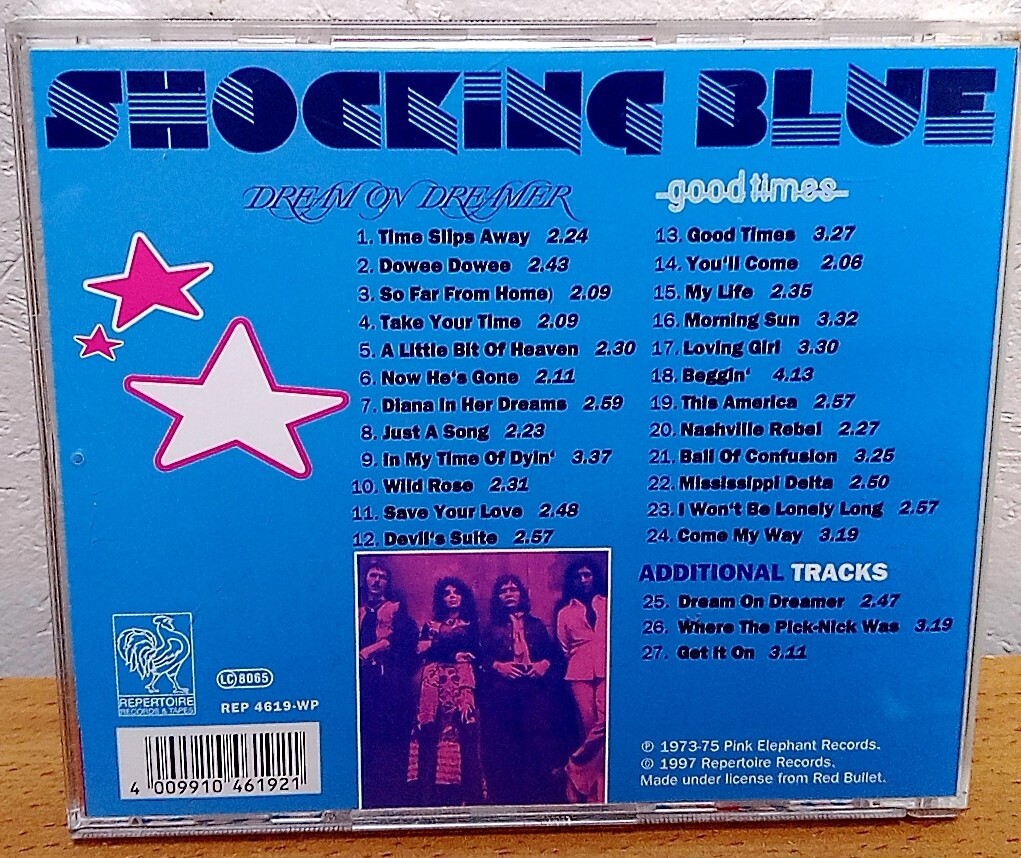 SHOCKING BLUE
DREAM ON DREAMER
1. Time Slips Away 2.24
2. Dowee Dowee 2.43
3. So Far From Home) 2.09
4. Take Your Time 2.09
5. A Little Bit Of Heaven 2.30
6. Now He's Gone 2.11
7. Diana In Her Dreams 2.59
8. Just A Song 2.23
9. In My Time Of Dyin' 3.37
10. Wild Rose 2.31
11. Save Your Love 2.48
12. Devil's Suite 2.57
good times
13. Good Times 3.27
14. You'll Come 2.06
15. My Life 2.35
16. Morning Sun 3.32
17. Loving Girl 3.30
18. Beggin' 4.13
19. This America 2.57
20. Nashville Rebel 2.27
21. Ball Of Confusion 3.25
22. Mississippi Delta 2.50
23. I Won't Be Lonely Long 2.57
24. Come My Way 3.19
ADDITIONAL TRACKS
25. Dream On Dreamer 2.47
26. Where The Pick-Nick Was 3.19
27. Get It On 3.11
REPERTOIRE
RECORDS & TAPES
LC 8065
REP 4619-WP
4 009910 461921
℗ 1973-75 Pink Elephant Records.
© 1997 Repertoire Records.
Made under license from Red Bullet.